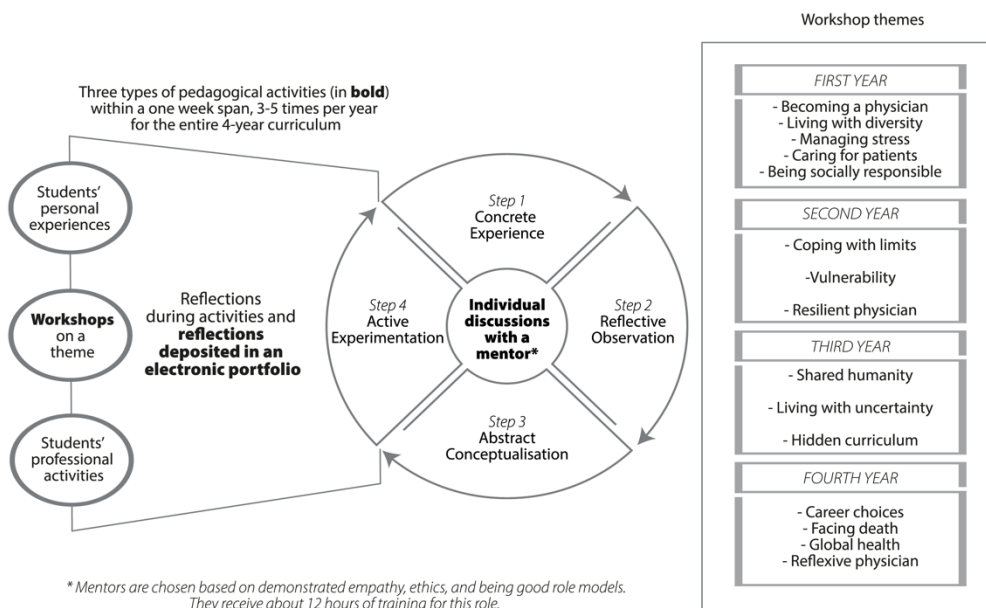 Workshop themes
Three types of pedagogical activities (in bold)
within a one week span, 3-5 times per year
for the entire 4-year curriculum
Students'
personal
experiences
Workshops
on a
theme
Students'
professional
activities
Reflections
during activities and
reflections
deposited in an
electronic portfolio
Step 1
Concrete
Experience
Step 2
Reflective
Observation
Step 3
Abstract
Conceptualisation
Step 4
Active
Experimentation
Individual
discussions
with a
mentor*
FIRST YEAR
- Becoming a physician
- Living with diversity
- Managing stress
- Caring for patients
- Being socially responsible
SECOND YEAR
- Coping with limits
-Vulnerability
- Resilient physician
THIRD YEAR
- Shared humanity
- Living with uncertainty
- Hidden curriculum
FOURTH YEAR
- Career choices
- Facing death
- Global health
- Reflexive physician
* Mentors are chosen based on demonstrated empathy, ethics, and being good role models.
They receive about 12 hours of training for this role.